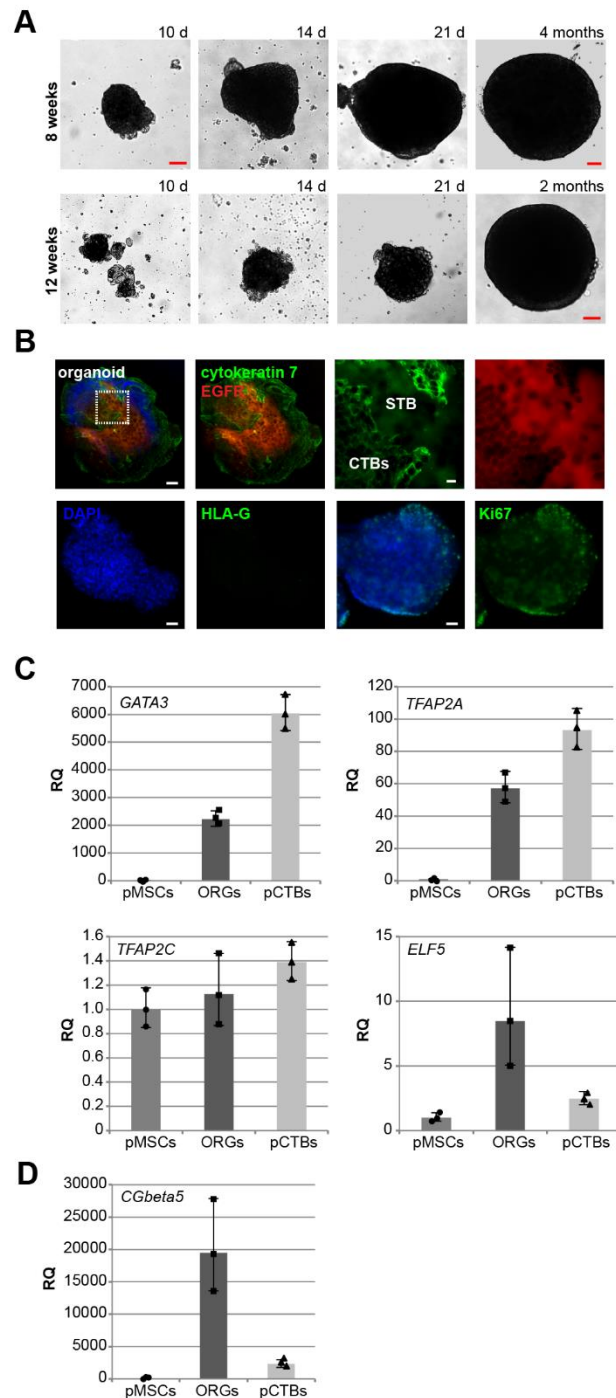 A
10 d
14 d
21 d
4 months
8 weeks
10 d
14 d
21 d
2 months
12 weeks
B
organoid
cytokeratin 7
EGFP
STB
CTBs
DAPI
HLA-G
Ki67
C
7000
6000
5000
4000
3000
2000
1000
0
RQ
GATA3
pMSCs ORGs pCTBs
120
100
80
60
40
20
0
RQ
TFAP2A
pMSCs ORGs pCTBs
1.6
1.4
1.2
1.0
0.8
0.6
0.4
0.2
0
RQ
TFAP2C
pMSCs ORGs pCTBs
15
10
5
0
RQ
ELF5
pMSCs ORGs pCTBs
D
30000
25000
20000
15000
10000
5000
0
RQ
CGbeta5
pMSCs ORGs pCTBs